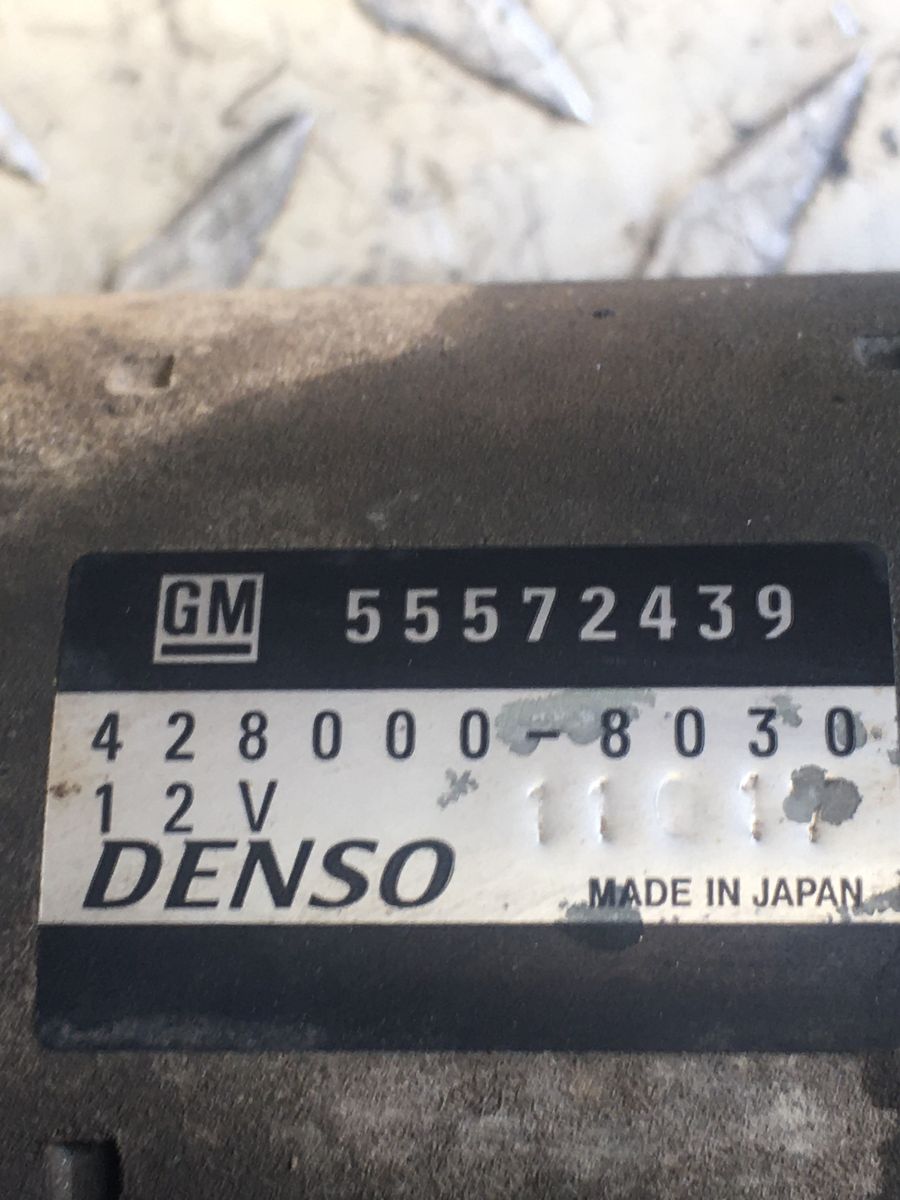 GM 55572439
428000-8030
12V
DENSO
MADE IN JAPAN